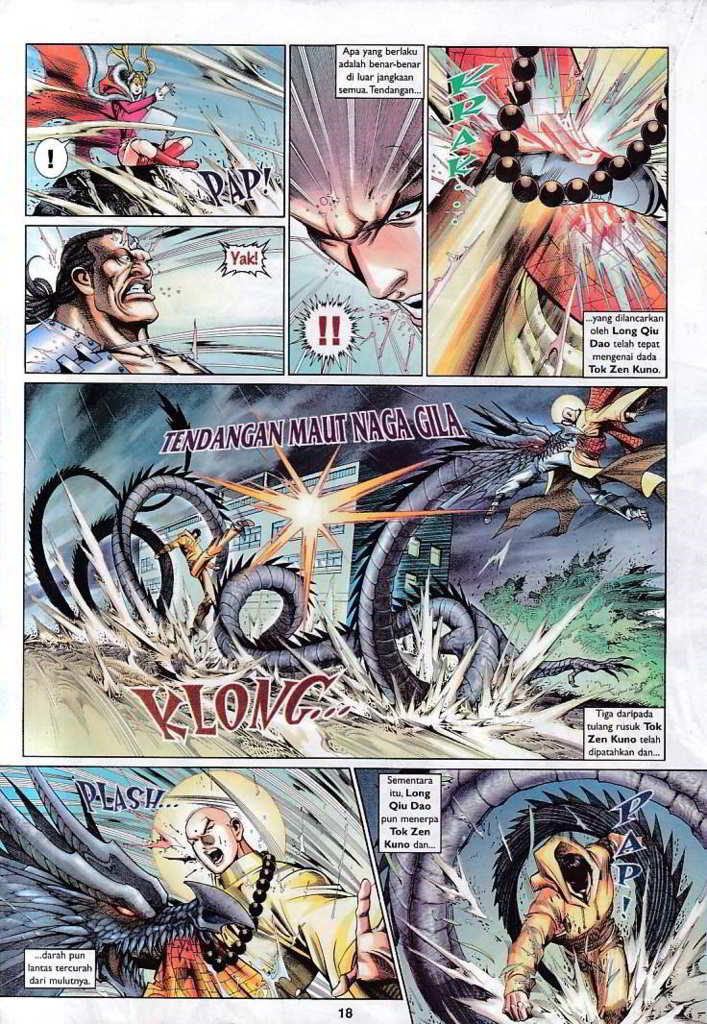 !
PAP!
Apa yang berlaku
adalah benar-benar
di luar jangkaan
semua. Tendangan...
!!
KPAK...
...yang dilancarkan
oleh Long Qiu
Dao telah tepat
mengenai dada
Tok Zen Kuno.
Yak!
TENDANGAN MAUT NAGA GILA
KLONG...
Tiga daripada
tulang rusuk Tok
Zen Kuno telah
dipatahkan dan...
PLASH...
...darah pun
lantas tercurah
dari mulutnya.
Sementara
itu, Long
Qiu Dao
pun menerpa
Tok Zen
Kuno dan...
PAP!
18